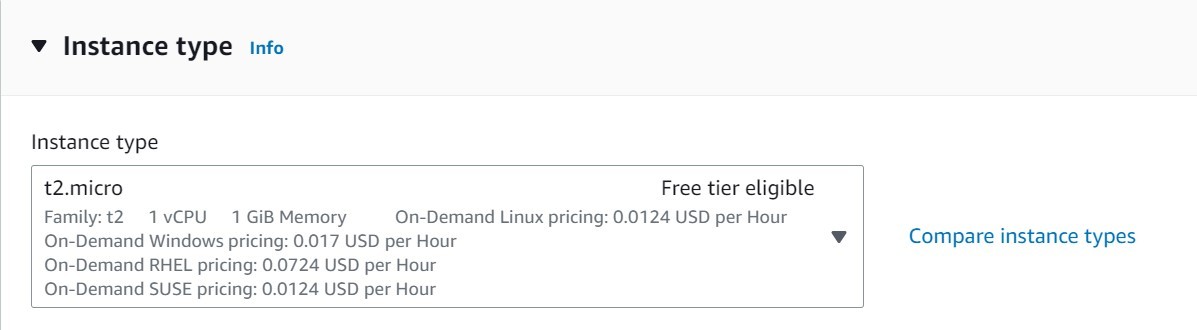 Instance type Info
Instance type
t2.micro Free tier eligible
Family: t2 1 vCPU 1 GiB Memory On-Demand Linux pricing: 0.0124 USD per Hour
On-Demand Windows pricing: 0.017 USD per Hour
On-Demand RHEL pricing: 0.0724 USD per Hour
On-Demand SUSE pricing: 0.0124 USD per Hour
Compare instance types